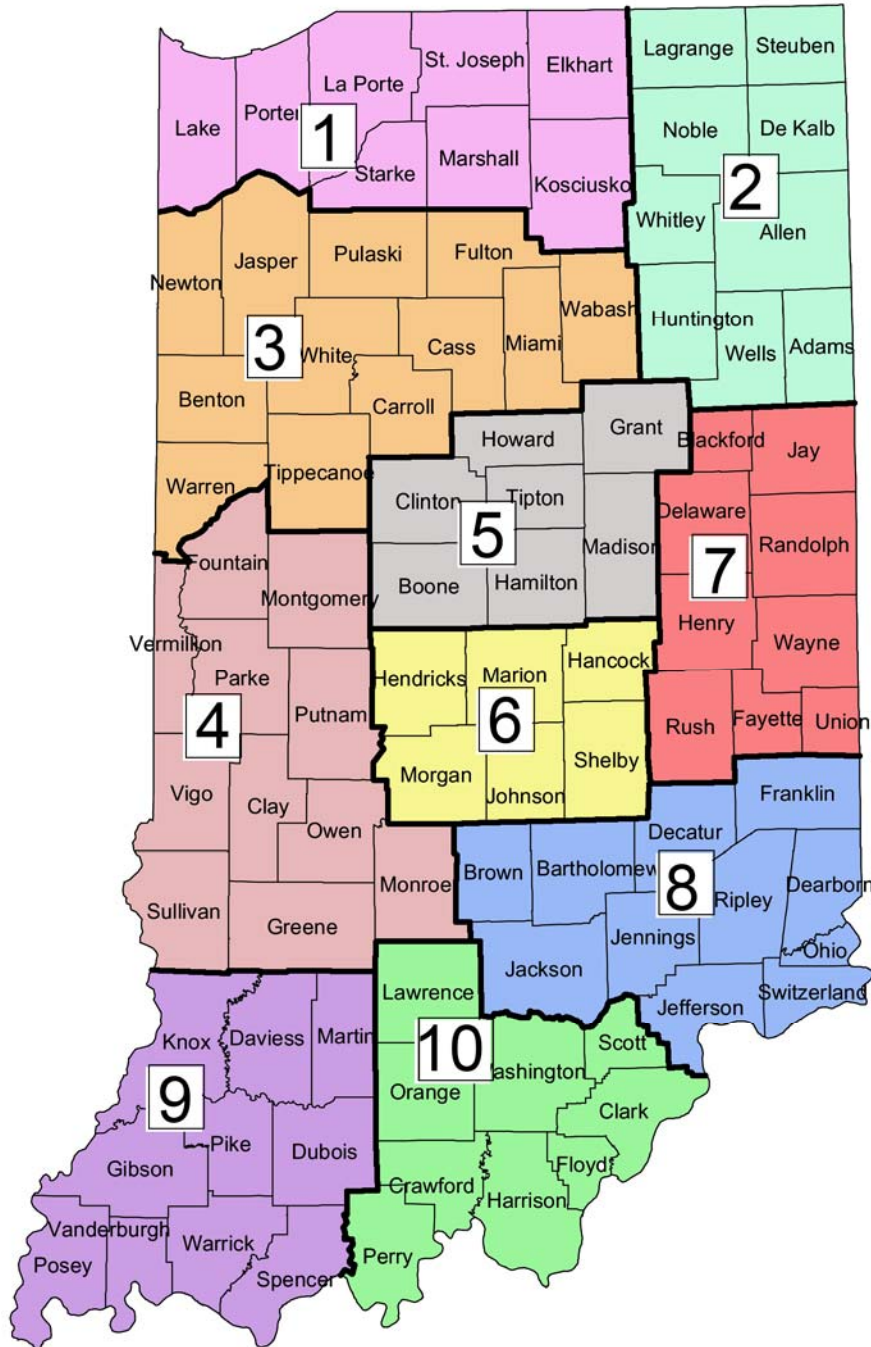 Lagrange
Steuben
St. Joseph
Elkhart
La Porte
Lake
Porter
1
Noble
De Kalb
Starke
Marshall
Kosciusko
2
Whitley
Allen
Newton
Jasper
Pulaski
Fulton
Wabash
Huntington
3
White
Cass
Miami
Wells
Adams
Benton
Carroll
Howard
Grant
Blackford
Jay
Warren
Tippecanoe
Clinton
Tipton
Delaware
5
Madison
Randolph
Fountain
Boone
Hamilton
7
Montgomery
Henry
Vermillion
Parke
Hendricks
Marion
Hancock
Wayne
4
Putnam
6
Rush
Fayette
Union
Vigo
Clay
Morgan
Johnson
Shelby
Owen
Decatur
Franklin
Sullivan
Greene
Monroe
Brown
Bartholomew
8
Ripley
Dearborn
Jennings
Ohio
Jackson
Lawrence
Jefferson
Switzerland
Knox
Daviess
Martin
10
Washington
Scott
9
Orange
Clark
Pike
Dubois
Gibson
Crawford
Floyd
Harrison
Vanderburgh
Warrick
Perry
Posey
Spencer